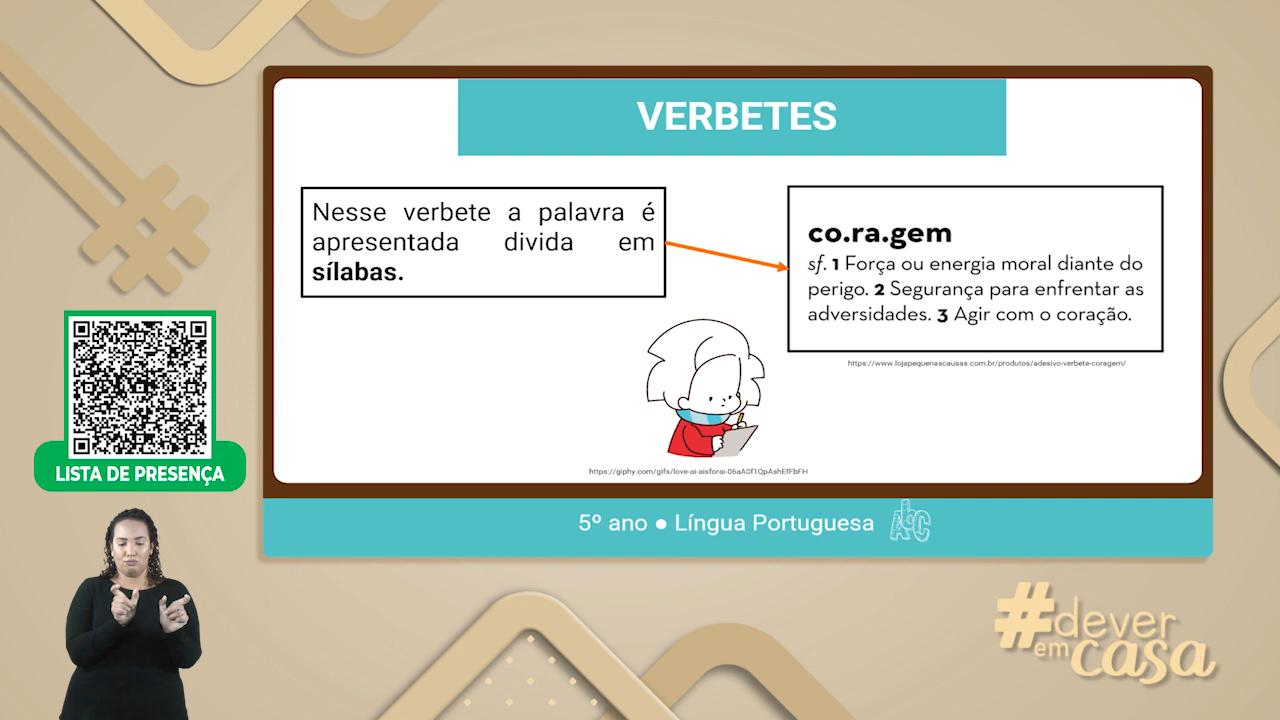 VERBETES
Nesse verbete a palavra é
apresentada divida em
sílabas.
co.ra.gem
sf. 1 Força ou energia moral diante do
perigo. 2 Segurança para enfrentar as
adversidades. 3 Agir com o coração.
https://www.lojapequenascausas.com.br/produtos/adesivo-verbete-coragem/
https://giphy.com/gifs/love-ai-aisforai-06aA0f1QpAshEfFbFH
LISTA DE PRESENÇA
5º ano ● Língua Portuguesa
abC
#dever
em casa